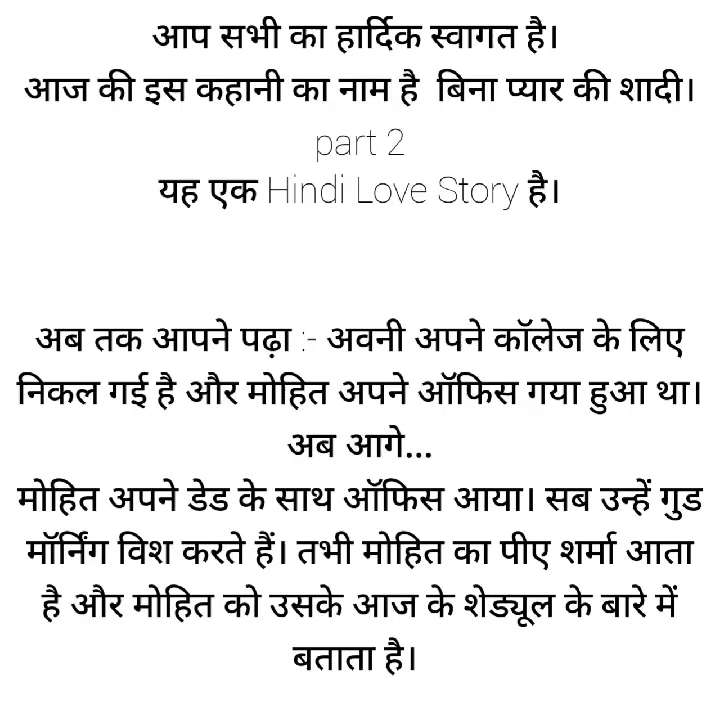 आप सभी का हार्दिक स्वागत है।
आज की इस कहानी का नाम है बिना प्यार की शादी।
part 2
यह एक Hindi Love Story है।
अब तक आपने पढ़ा :- अवनी अपने कॉलेज के लिए
निकल गई है और मोहित अपने ऑफिस गया हुआ था।
अब आगे...
मोहित अपने डेड के साथ ऑफिस आया। सब उन्हें गुड
मॉर्निंग विश करते हैं। तभी मोहित का पीए शर्मा आता
है और मोहित को उसके आज के शेड्यूल के बारे में
बताता है।